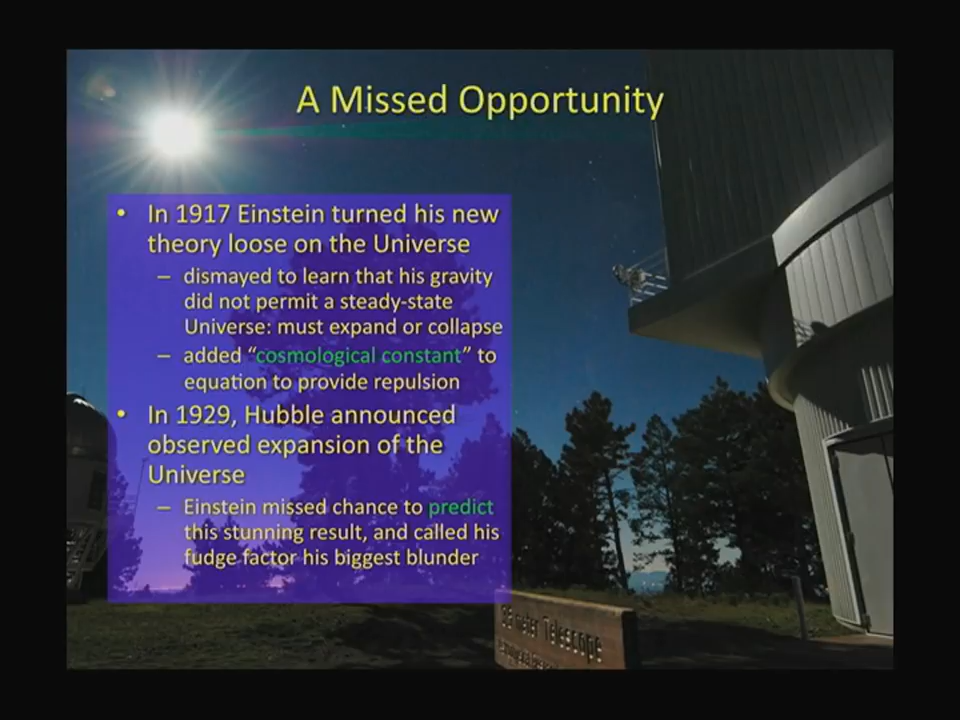 A Missed Opportunity
• In 1917 Einstein turned his new
theory loose on the Universe
– dismayed to learn that his gravity
did not permit a steady-state
Universe: must expand or collapse
– added “cosmological constant” to
equation to provide repulsion
• In 1929, Hubble announced
observed expansion of the
Universe
– Einstein missed chance to predict
this stunning result, and called his
fudge factor his biggest blunder
meter Telescope